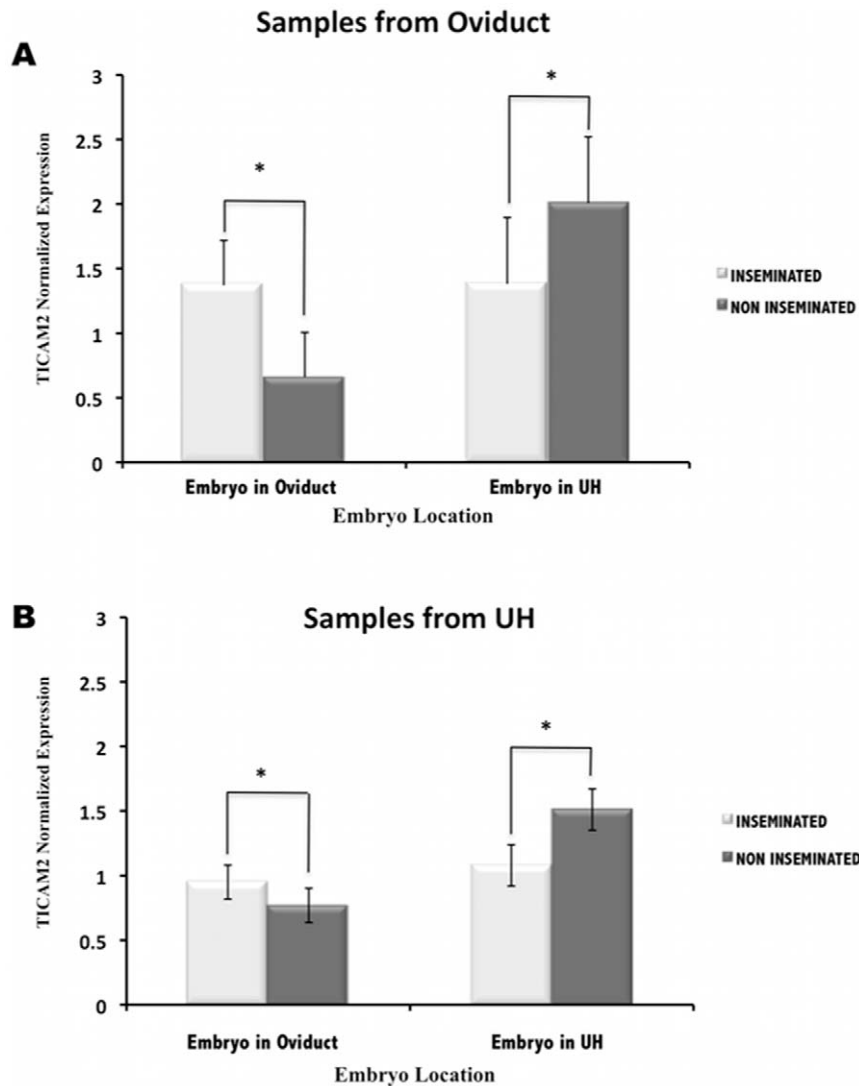 Samples from Oviduct
A
TICAM2 Normalized Expression
3
2.5
2
1.5
1
0.5
0
*
*
INSEMINATED
NON INSEMINATED
Embryo in Oviduct
Embryo in UH
Embryo Location
B
Samples from UH
TICAM2 Normalized Expression
3
2.5
2
1.5
1
0.5
0
*
*
INSEMINATED
NON INSEMINATED
Embryo in Oviduct
Embryo in UH
Embryo Location